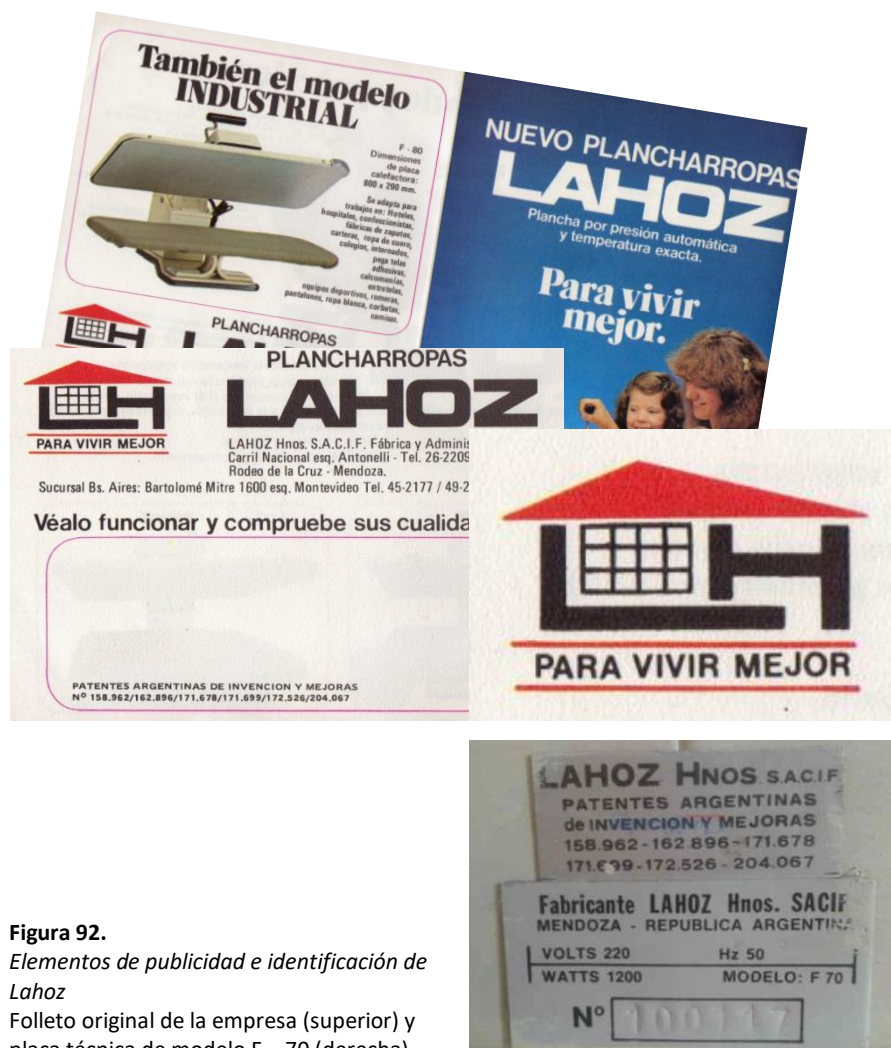 También el modelo
INDUSTRIAL
F - 80
Dimensiones
de placa
calefactora:
800 x 290 mm.
Se adapta para
trabajos en: Hoteles,
hospitales, confeccionistas,
fábricas de zapatos,
carteras, ropa de cuero,
colegios, internados,
pega telas
adhesivas,
calcomanías,
entretelas,
equipos deportivos, remeras,
pantalones, ropa blanca, corbatas,
camisas.
PLANCHARROPAS
NUEVO PLANCHARROPAS
LAHOZ
Plancha por presión automática
y temperatura exacta.
Para vivir
mejor.
LH
PARA VIVIR MEJOR
PLANCHARROPAS
LAHOZ
LAHOZ Hnos. S.A.C.I.F. Fábrica y Adminis
Carril Nacional esq. Antonelli - Tel. 26-2209
Rodeo de la Cruz - Mendoza.
Sucursal Bs. Aires: Bartolomé Mitre 1600 esq. Montevideo Tel. 45-2177 / 49-2
Véalo funcionar y compruebe sus cualida
PATENTES ARGENTINAS DE INVENCION Y MEJORAS
Nº 158.962/162.896/171.678/171.699/172.526/204.067
LH
PARA VIVIR MEJOR
LAHOZ HNOS. S.A.C.I.F.
PATENTES ARGENTINAS
de INVENCION Y MEJORAS
158.962-162.896-171.678
171.699-172.526-204.067
Fabricante LAHOZ Hnos. SACIF
MENDOZA - REPUBLICA ARGENTINA
VOLTS 220 Hz 50
WATTS 1200 MODELO: F 70
Nº
Figura 92.
Elementos de publicidad e identificación de
Lahoz
Folleto original de la empresa (superior) y
placa técnica de modelo F – 70 (derecha)